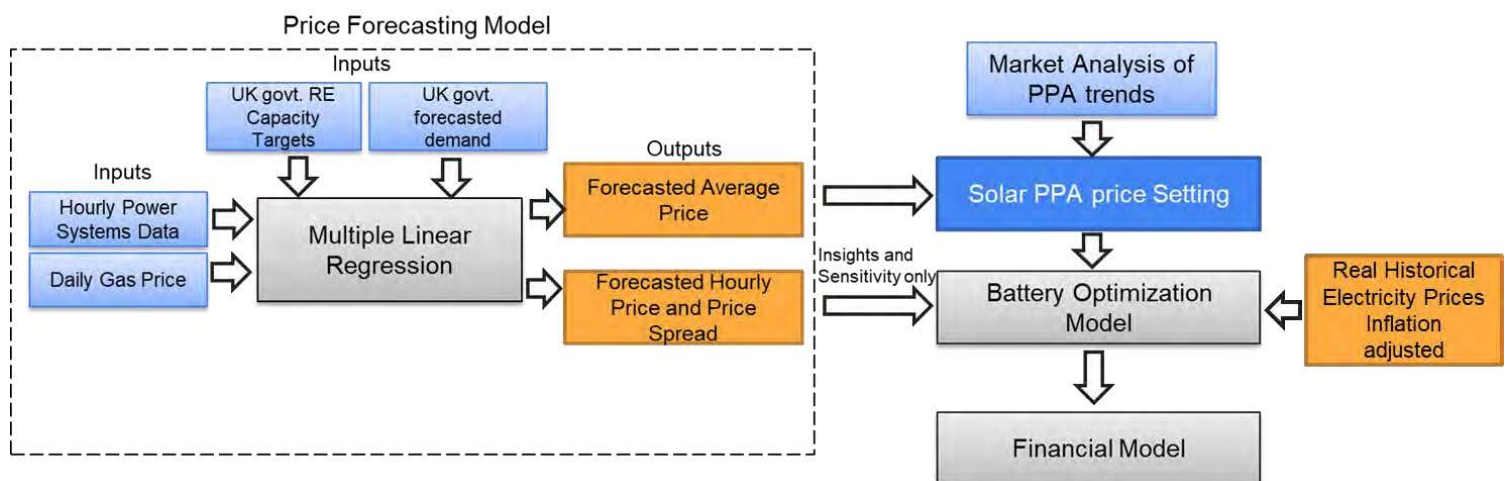 Price Forecasting Model
Inputs
UK govt. RE
Capacity
Targets
UK govt.
forecasted
demand
Inputs
Hourly Power
Systems Data
Daily Gas Price
Multiple Linear
Regression
Outputs
Forecasted Average
Price
Forecasted Hourly
Price and Price
Spread
Insights and
Sensitivity only
Market Analysis of
PPA trends
Solar PPA price Setting
Battery Optimization
Model
Real Historical
Electricity Prices
Inflation
adjusted
Financial Model